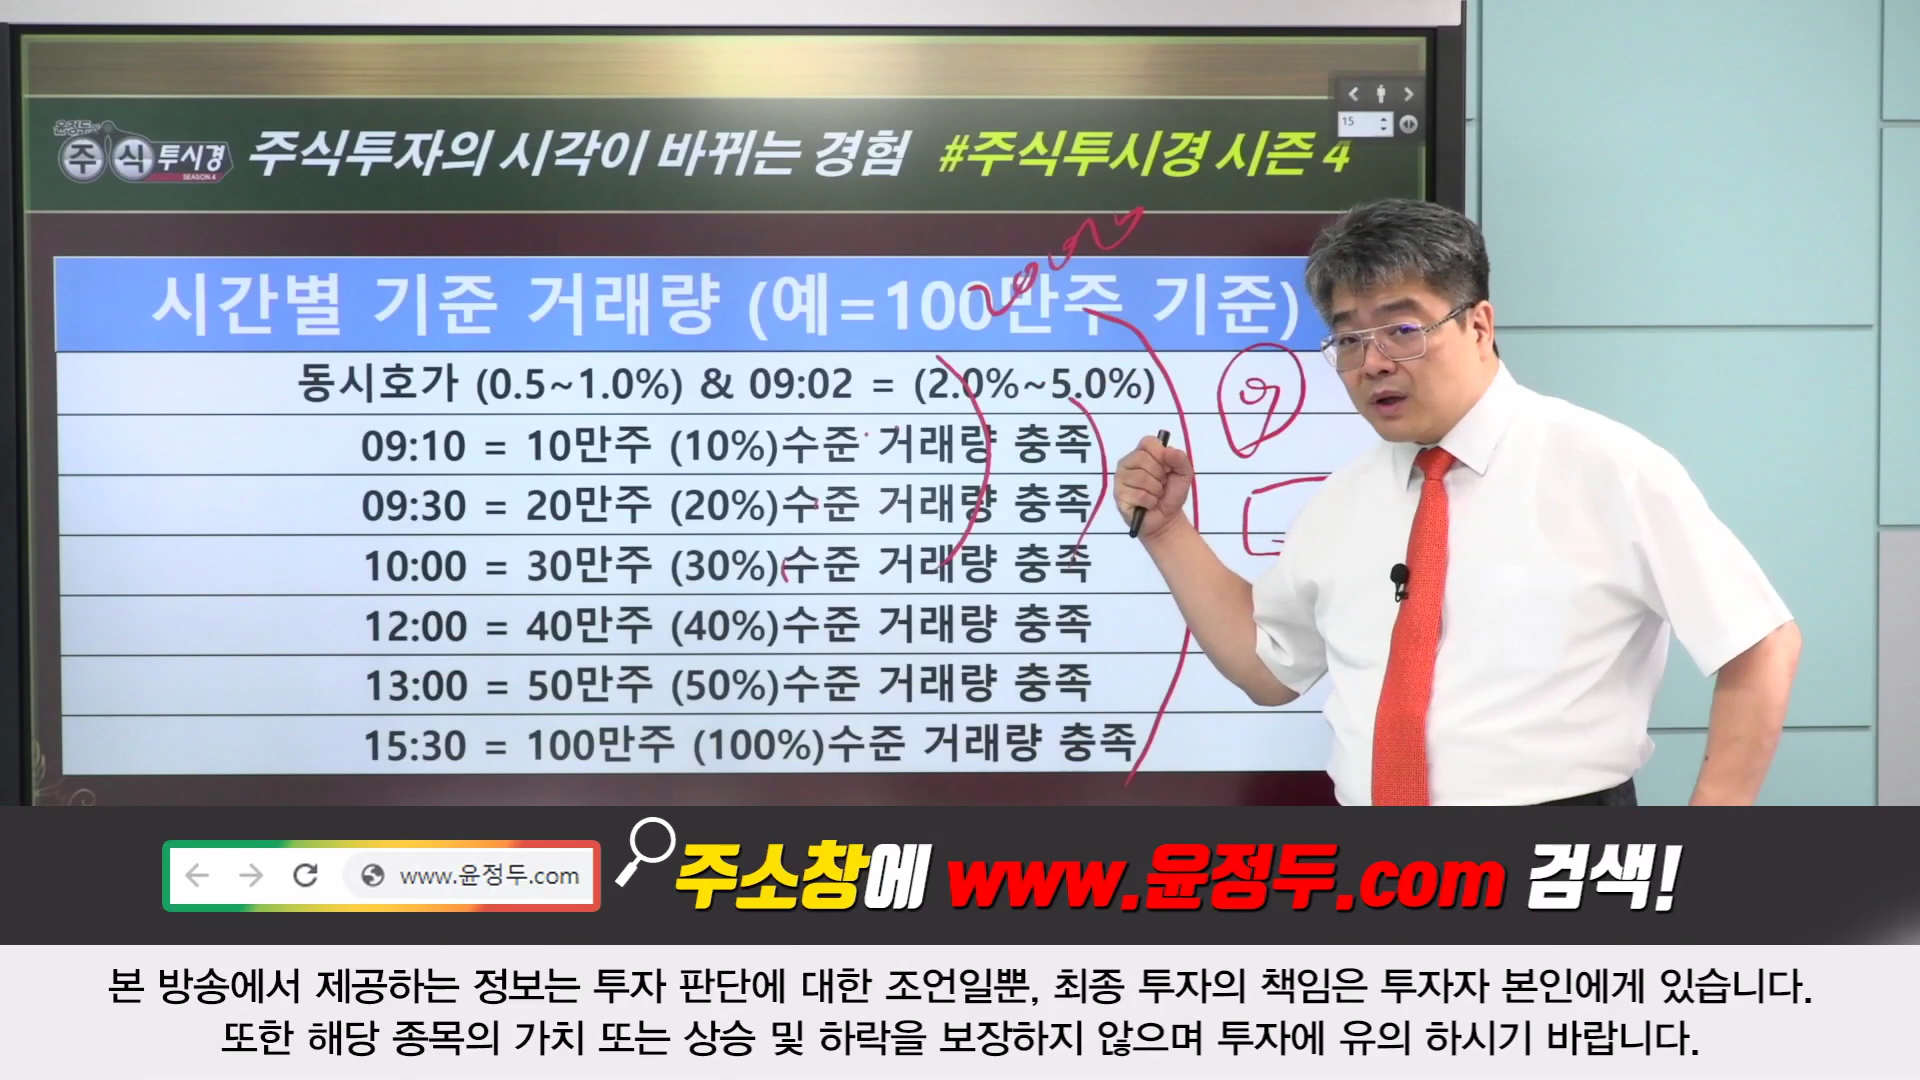 윤정두의
주식투시경
SEASON 4
주식투자의 시각이 바뀌는 경험 #주식투시경 시즌 4
15
시간별 기준 거래량 (예=100만주 기준)
동시호가 (0.5~1.0%) & 09:02 = (2.0%~5.0%)
09:10 = 10만주 (10%)수준 거래량 충족
09:30 = 20만주 (20%)수준 거래량 충족
10:00 = 30만주 (30%)수준 거래량 충족
12:00 = 40만주 (40%)수준 거래량 충족
13:00 = 50만주 (50%)수준 거래량 충족
15:30 = 100만주 (100%)수준 거래량 충족
www.윤정두.com
주소창에 www.윤정두.com 검색!
본 방송에서 제공하는 정보는 투자 판단에 대한 조언일뿐, 최종 투자의 책임은 투자자 본인에게 있습니다.
또한 해당 종목의 가치 또는 상승 및 하락을 보장하지 않으며 투자에 유의 하시기 바랍니다.